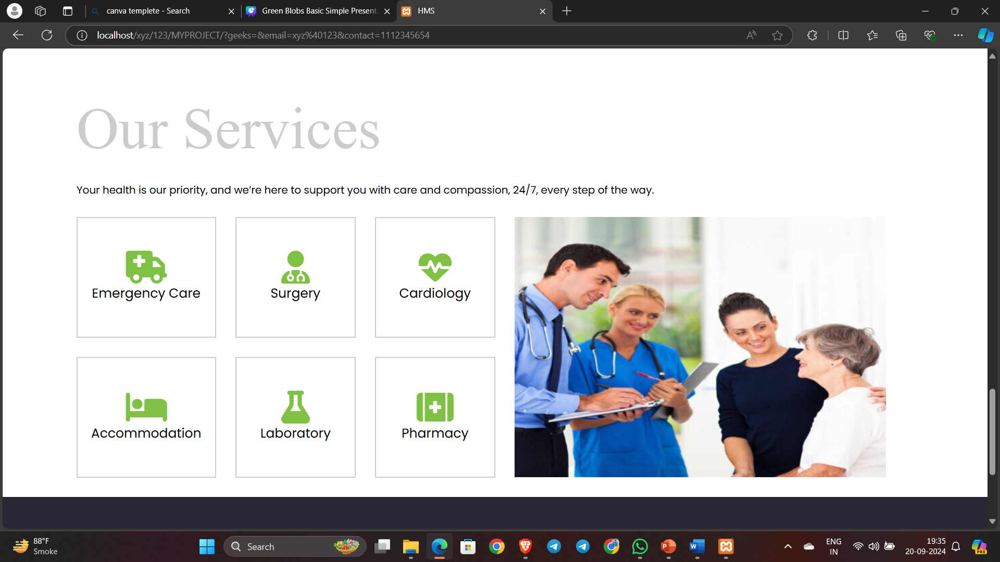 canva templete - Search
Green Blobs Basic Simple Present
HMS
localhost/xyz/123/MYPROJECT/?geeks=&email=xyz%40123&contact=1112345654
Our Services
Your health is our priority, and we’re here to support you with care and compassion, 24/7, every step of the way.
Emergency Care
Surgery
Cardiology
Accommodation
Laboratory
Pharmacy
88°F
Smoke
Search
ENG
IN
19:35
20-09-2024
PRE